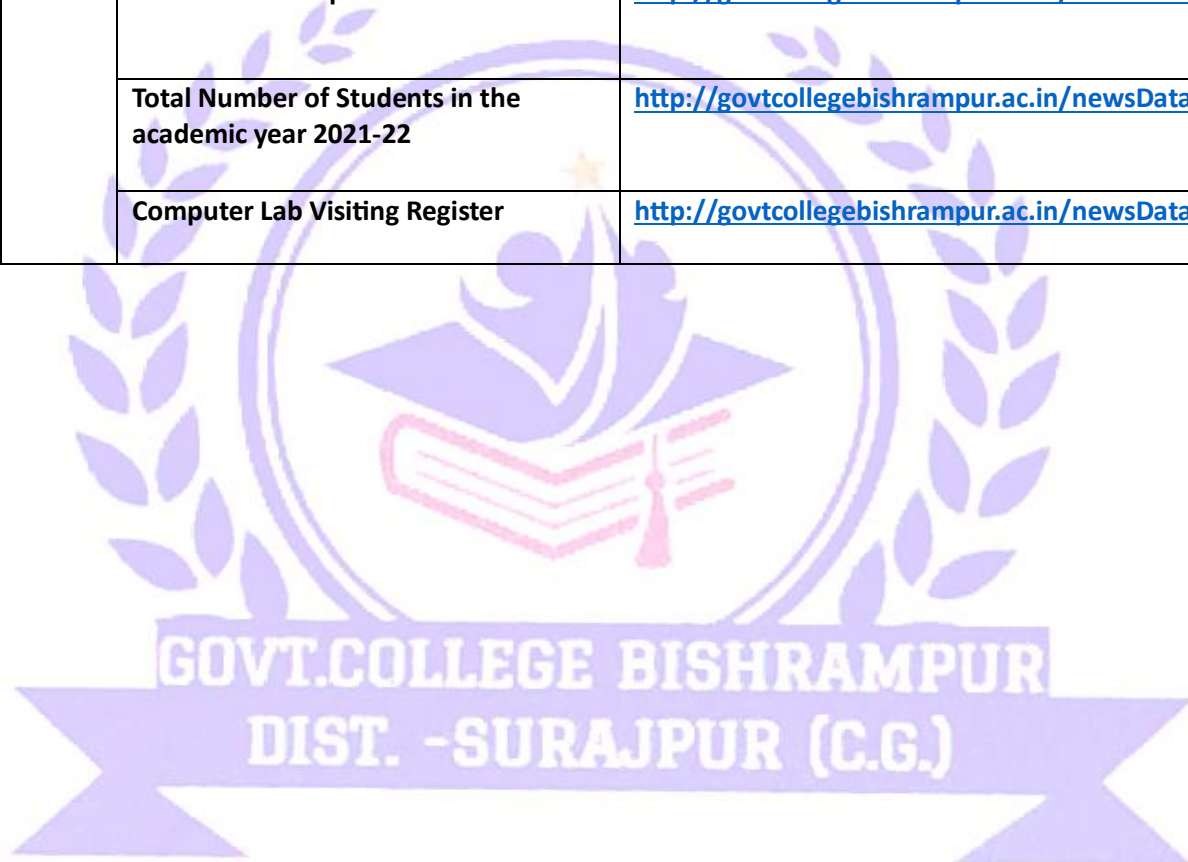 Total Number of Students in the
academic year 2021-22
http://govtcollegebishrampur.ac.in/newsData
Computer Lab Visiting Register
http://govtcollegebishrampur.ac.in/newsData
GOVT.COLLEGE BISHRAMPUR
DIST. -SURAJPUR (C.G.)